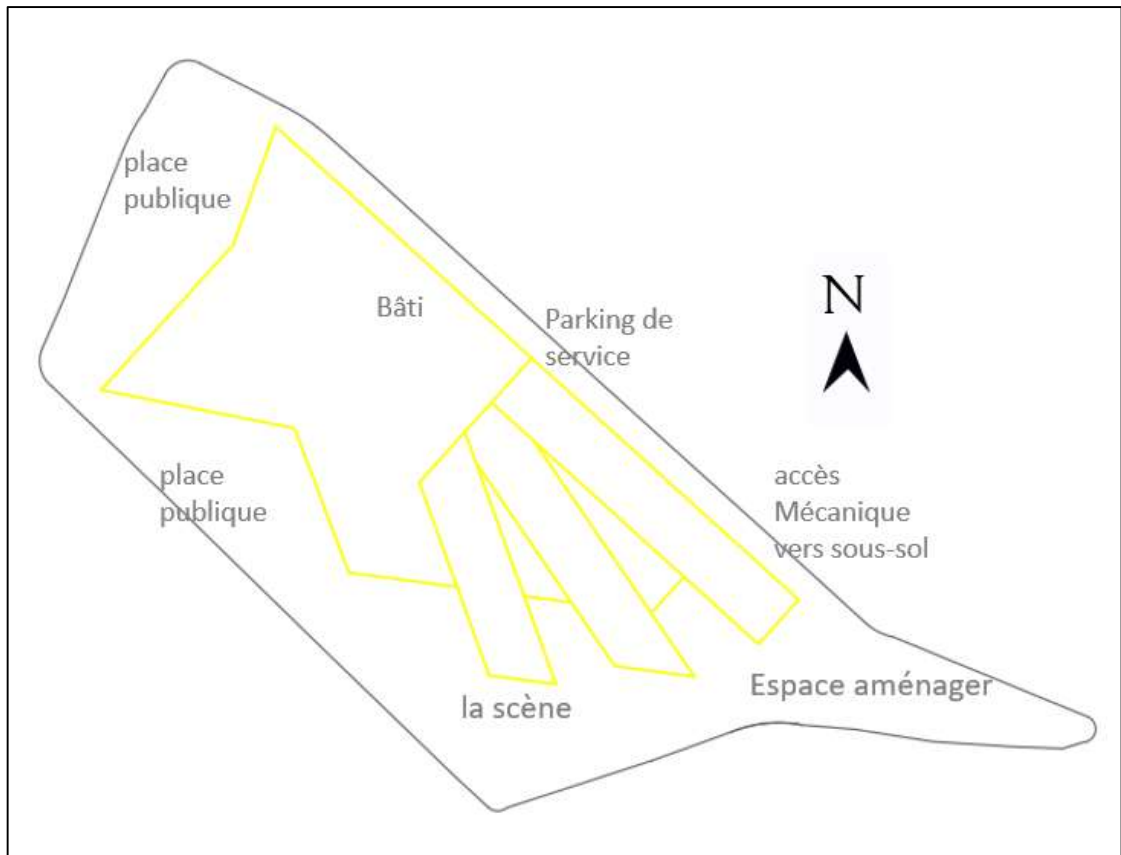 place
publique
Bâti
Parking de
service
N
place
publique
accès
Mécanique
vers sous-sol
la scène
Espace aménager